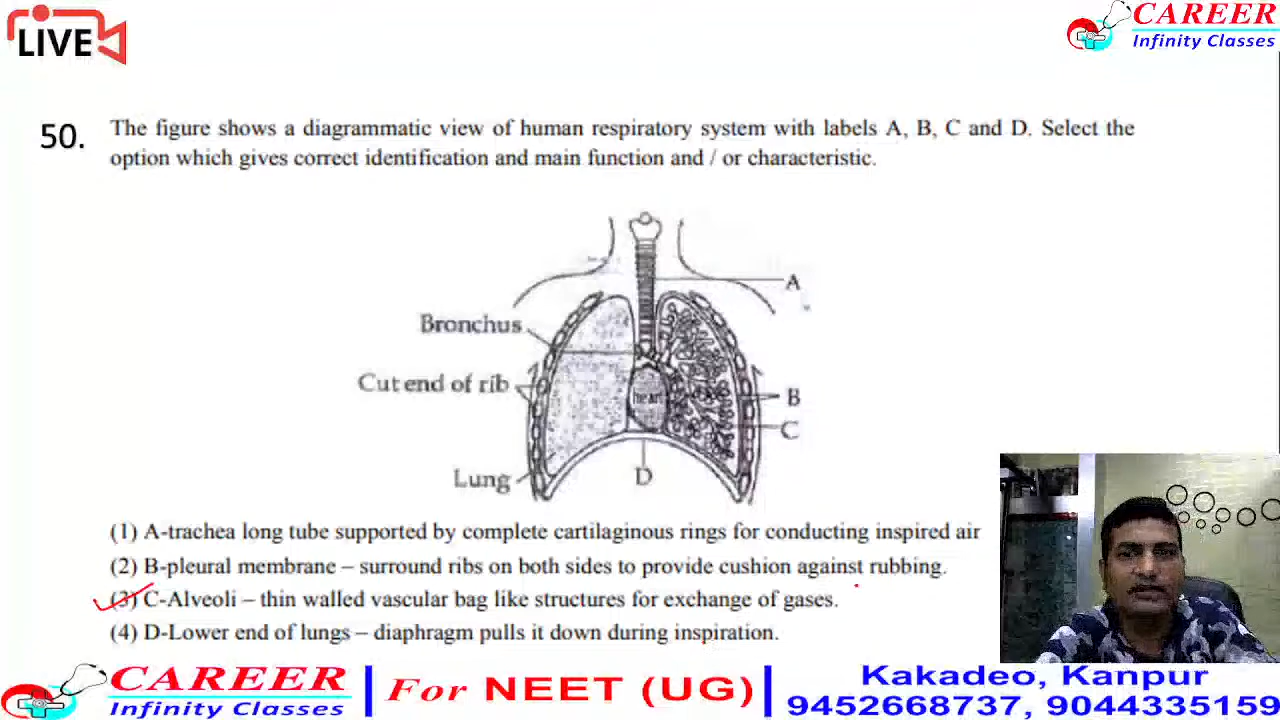 LIVE
CAREER
Infinity Classes
50.
The figure shows a diagrammatic view of human respiratory system with labels A, B, C and D. Select the
option which gives correct identification and main function and / or characteristic.
A
Bronchus
Cut end of rib
heart
B
C
Lung
D
(1) A-trachea long tube supported by complete cartilaginous rings for conducting inspired air
(2) B-pleural membrane – surround ribs on both sides to provide cushion against rubbing.
(3) C-Alveoli – thin walled vascular bag like structures for exchange of gases.
(4) D-Lower end of lungs – diaphragm pulls it down during inspiration.
CAREER
Infinity Classes
For NEET (UG)
Kakadeo, Kanpur
9452668737, 9044335159